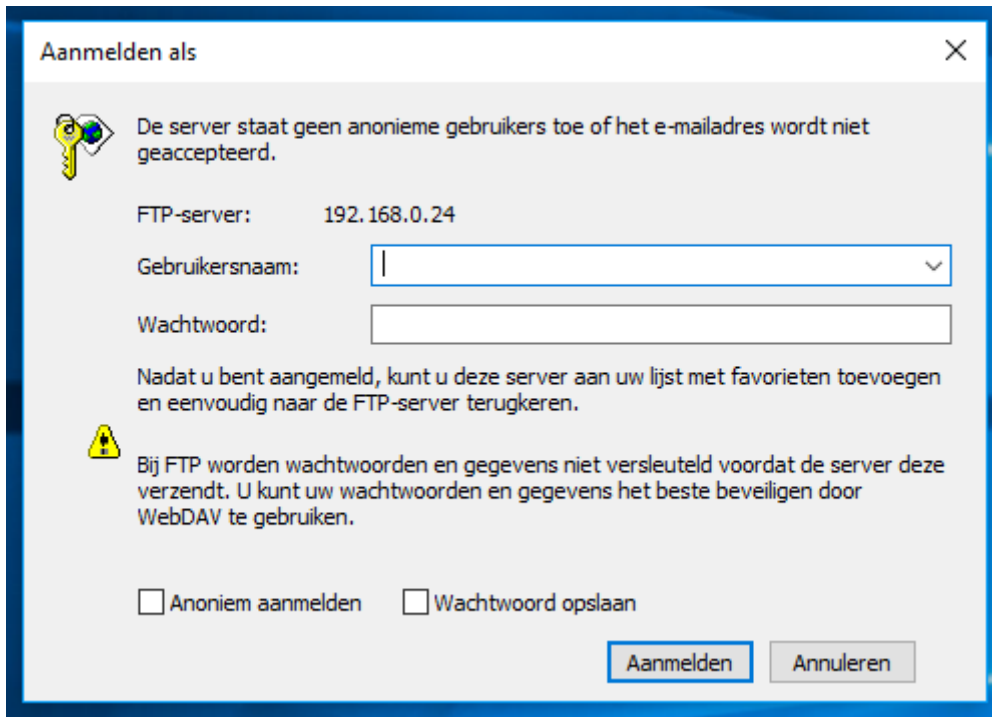 Aanmelden als
De server staat geen anonieme gebruikers toe of het e-mailadres wordt niet
geaccepteerd.
FTP-server: 192.168.0.24
Gebruikersnaam:
Wachtwoord:
Nadat u bent aangemeld, kunt u deze server aan uw lijst met favorieten toevoegen
en eenvoudig naar de FTP-server terugkeren.
Bij FTP worden wachtwoorden en gegevens niet versleuteld voordat de server deze
verzendt. U kunt uw wachtwoorden en gegevens het beste beveiligen door
WebDAV te gebruiken.
Anoniem aanmelden Wachtwoord opslaan
Aanmelden Annuleren